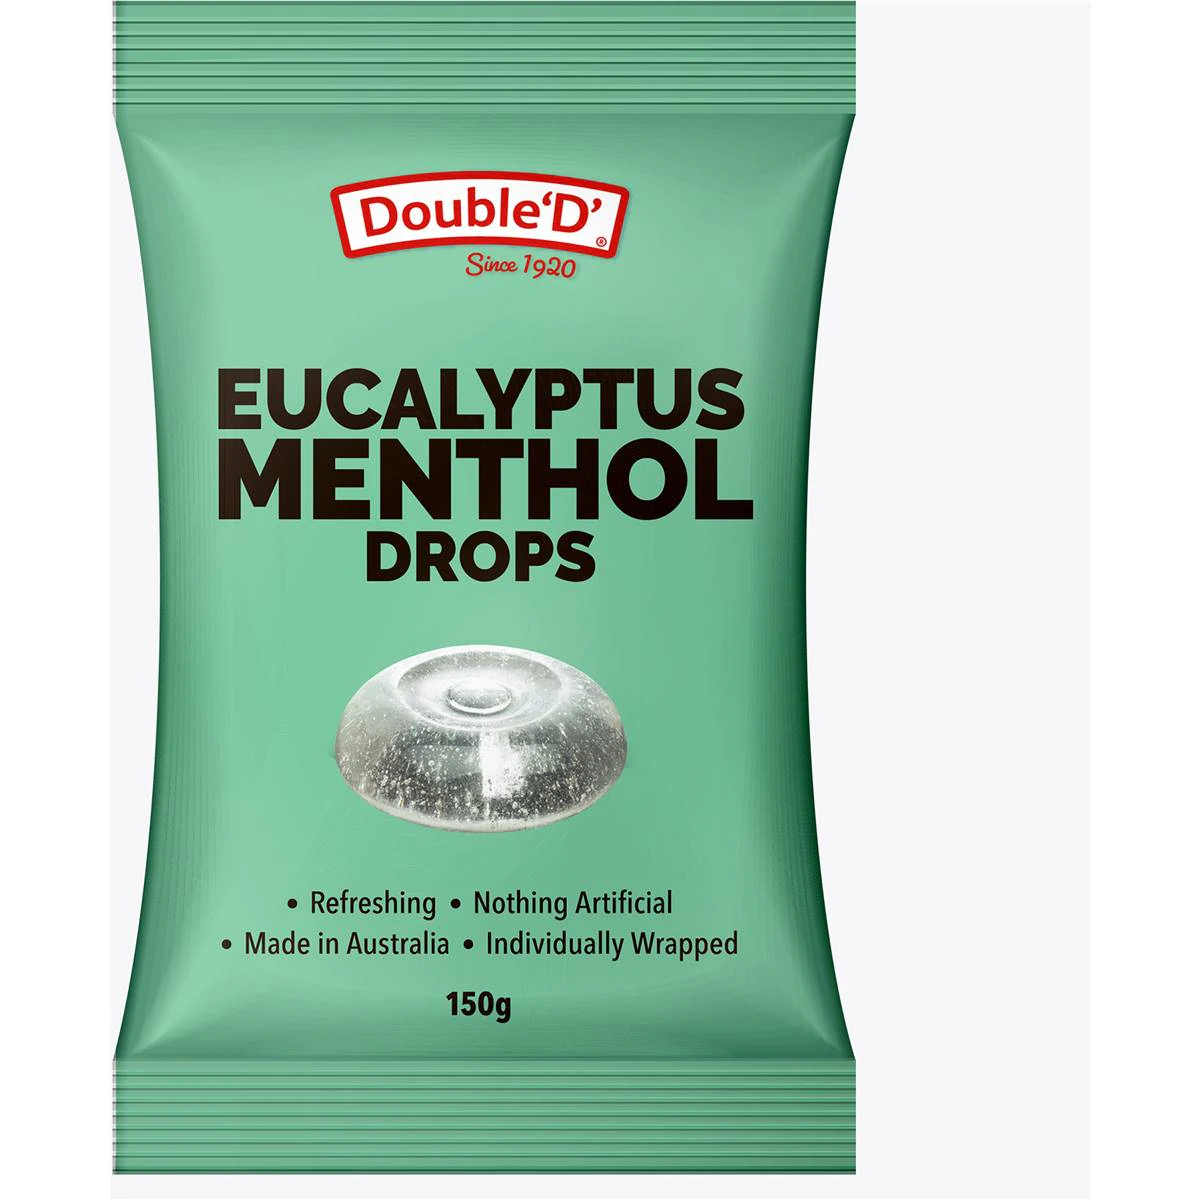 Double‘D’®
Since 1920
EUCALYPTUS
MENTHOL
DROPS
• Refreshing • Nothing Artificial
• Made in Australia • Individually Wrapped
150g